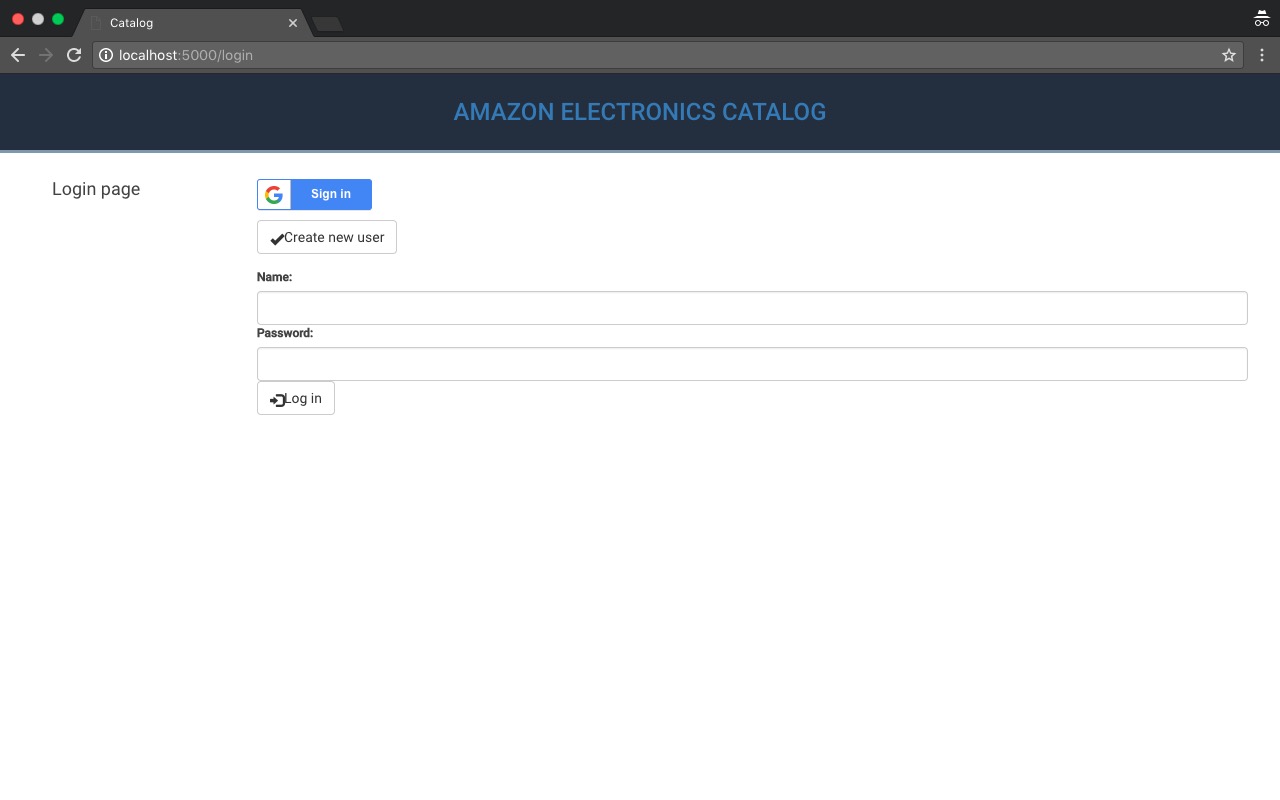 Catalog
localhost:5000/login
AMAZON ELECTRONICS CATALOG
Login page
Sign in
Create new user
Name:
Password:
Log in